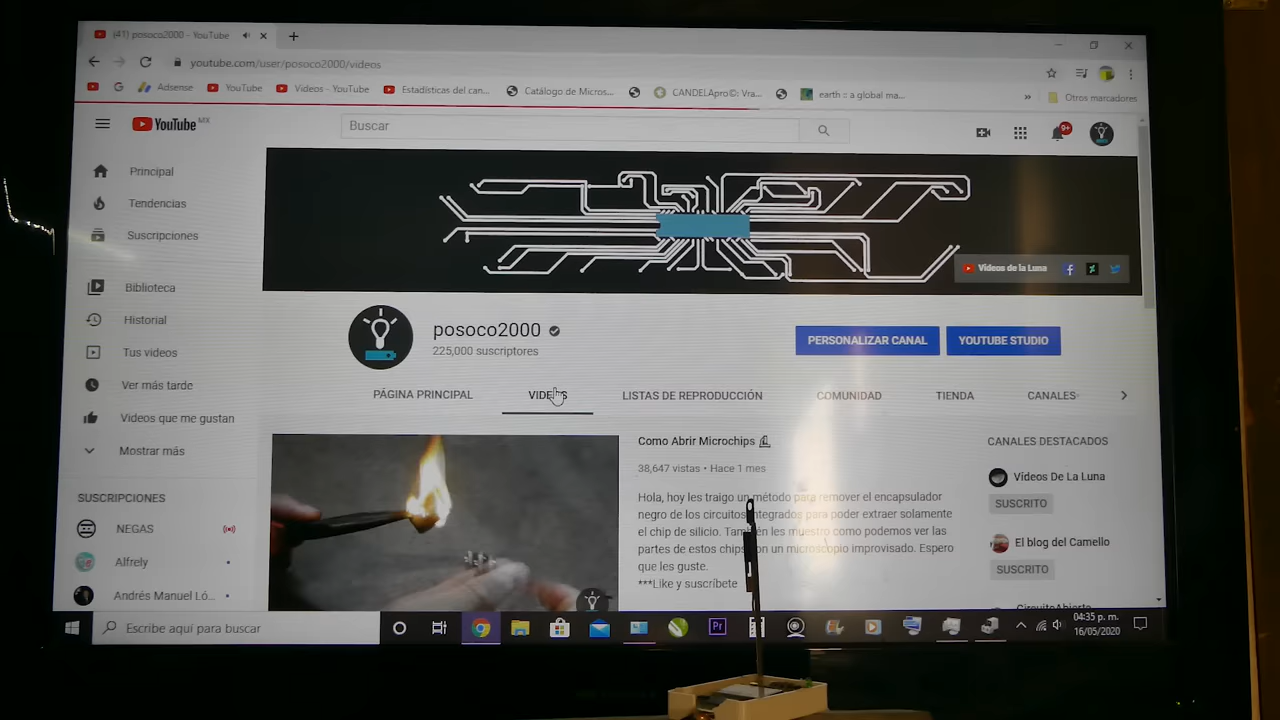 (41) posoco2000 - YouTube
youtube.com/user/posoco2000/videos
Adsense
YouTube
Videos - YouTube
Estadísticas del can...
Catálogo de Micros...
CANDELApro©: Vra...
earth :: a global ma...
»
Otros marcadores
YouTube MX
Buscar
9+
Principal
Tendencias
Suscripciones
Biblioteca
Historial
Tus videos
Ver más tarde
Videos que me gustan
Mostrar más
SUSCRIPCIONES
NEGAS
Alfrely
Andrés Manuel Ló...
Videos de la Luna
posoco2000
225,000 suscriptores
PERSONALIZAR CANAL
YOUTUBE STUDIO
PÁGINA PRINCIPAL
VIDEOS
LISTAS DE REPRODUCCIÓN
COMUNIDAD
TIENDA
CANALES
Como Abrir Microchips
38,647 vistas • Hace 1 mes
Hola, hoy les traigo un método para remover el encapsulador
negro de los circuitos integrados para poder extraer solamente
el chip de silicio. También les muestro como podemos ver las
partes de estos chips con un microscopio improvisado. Espero
que les guste.
***Like y suscríbete
CANALES DESTACADOS
Vídeos De La Luna
SUSCRITO
El blog del Camello
SUSCRITO
CircuitoAbierto
Escribe aquí para buscar
Pr
04:35 p. m.
16/05/2020